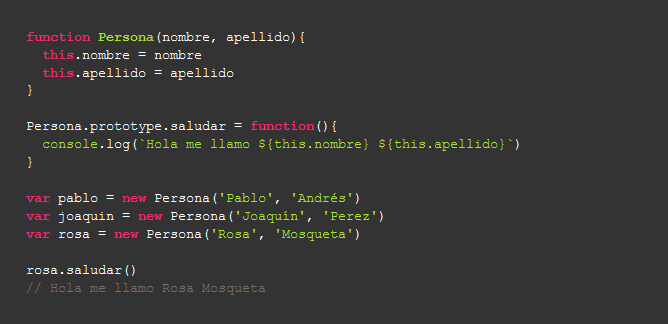 function Persona(nombre, apellido){
  this.nombre = nombre
  this.apellido = apellido
}

Persona.prototype.saludar = function(){
  console.log(`Hola me llamo ${this.nombre} ${this.apellido}`)
}

var pablo = new Persona('Pablo', 'Andrés')
var joaquin = new Persona('Joaquín', 'Perez')
var rosa = new Persona('Rosa', 'Mosqueta')

rosa.saludar()
// Hola me llamo Rosa Mosqueta